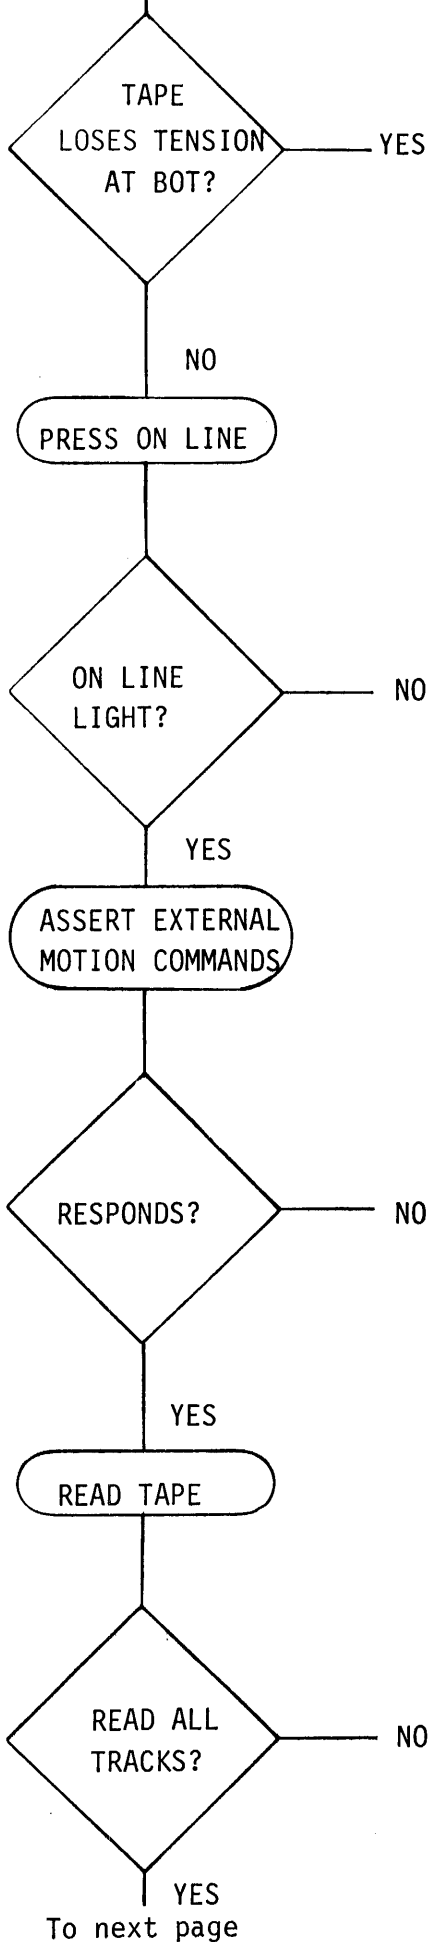 TAPE
LOSES TENSION
AT BOT?
YES
NO
PRESS ON LINE
ON LINE
LIGHT?
NO
YES
ASSERT EXTERNAL
MOTION COMMANDS
RESPONDS?
NO
YES
READ TAPE
READ ALL
TRACKS?
NO
YES
To next page